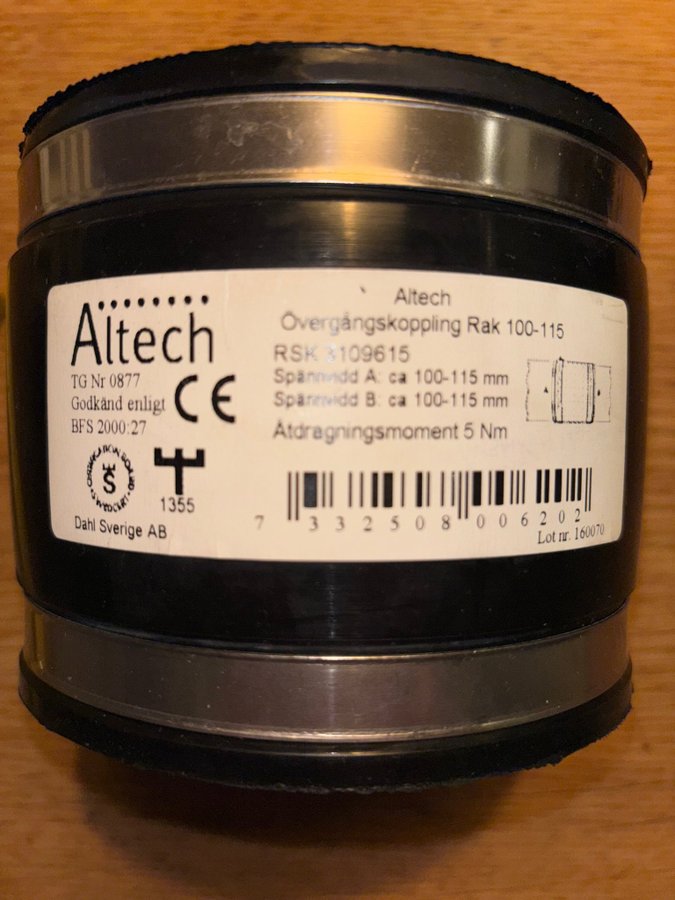 Altech
TG Nr 0877
Godkänd enligt
BFS 2000:27
CE
1355
Dahl Sverige AB
Altech
Övergångskoppling Rak 100-115
RSK 3109615
Spännvidd A: ca 100-115 mm
Spännvidd B: ca 100-115 mm
Åtdragningsmoment 5 Nm
A
B
7 332508 006202
Lot nr. 160070